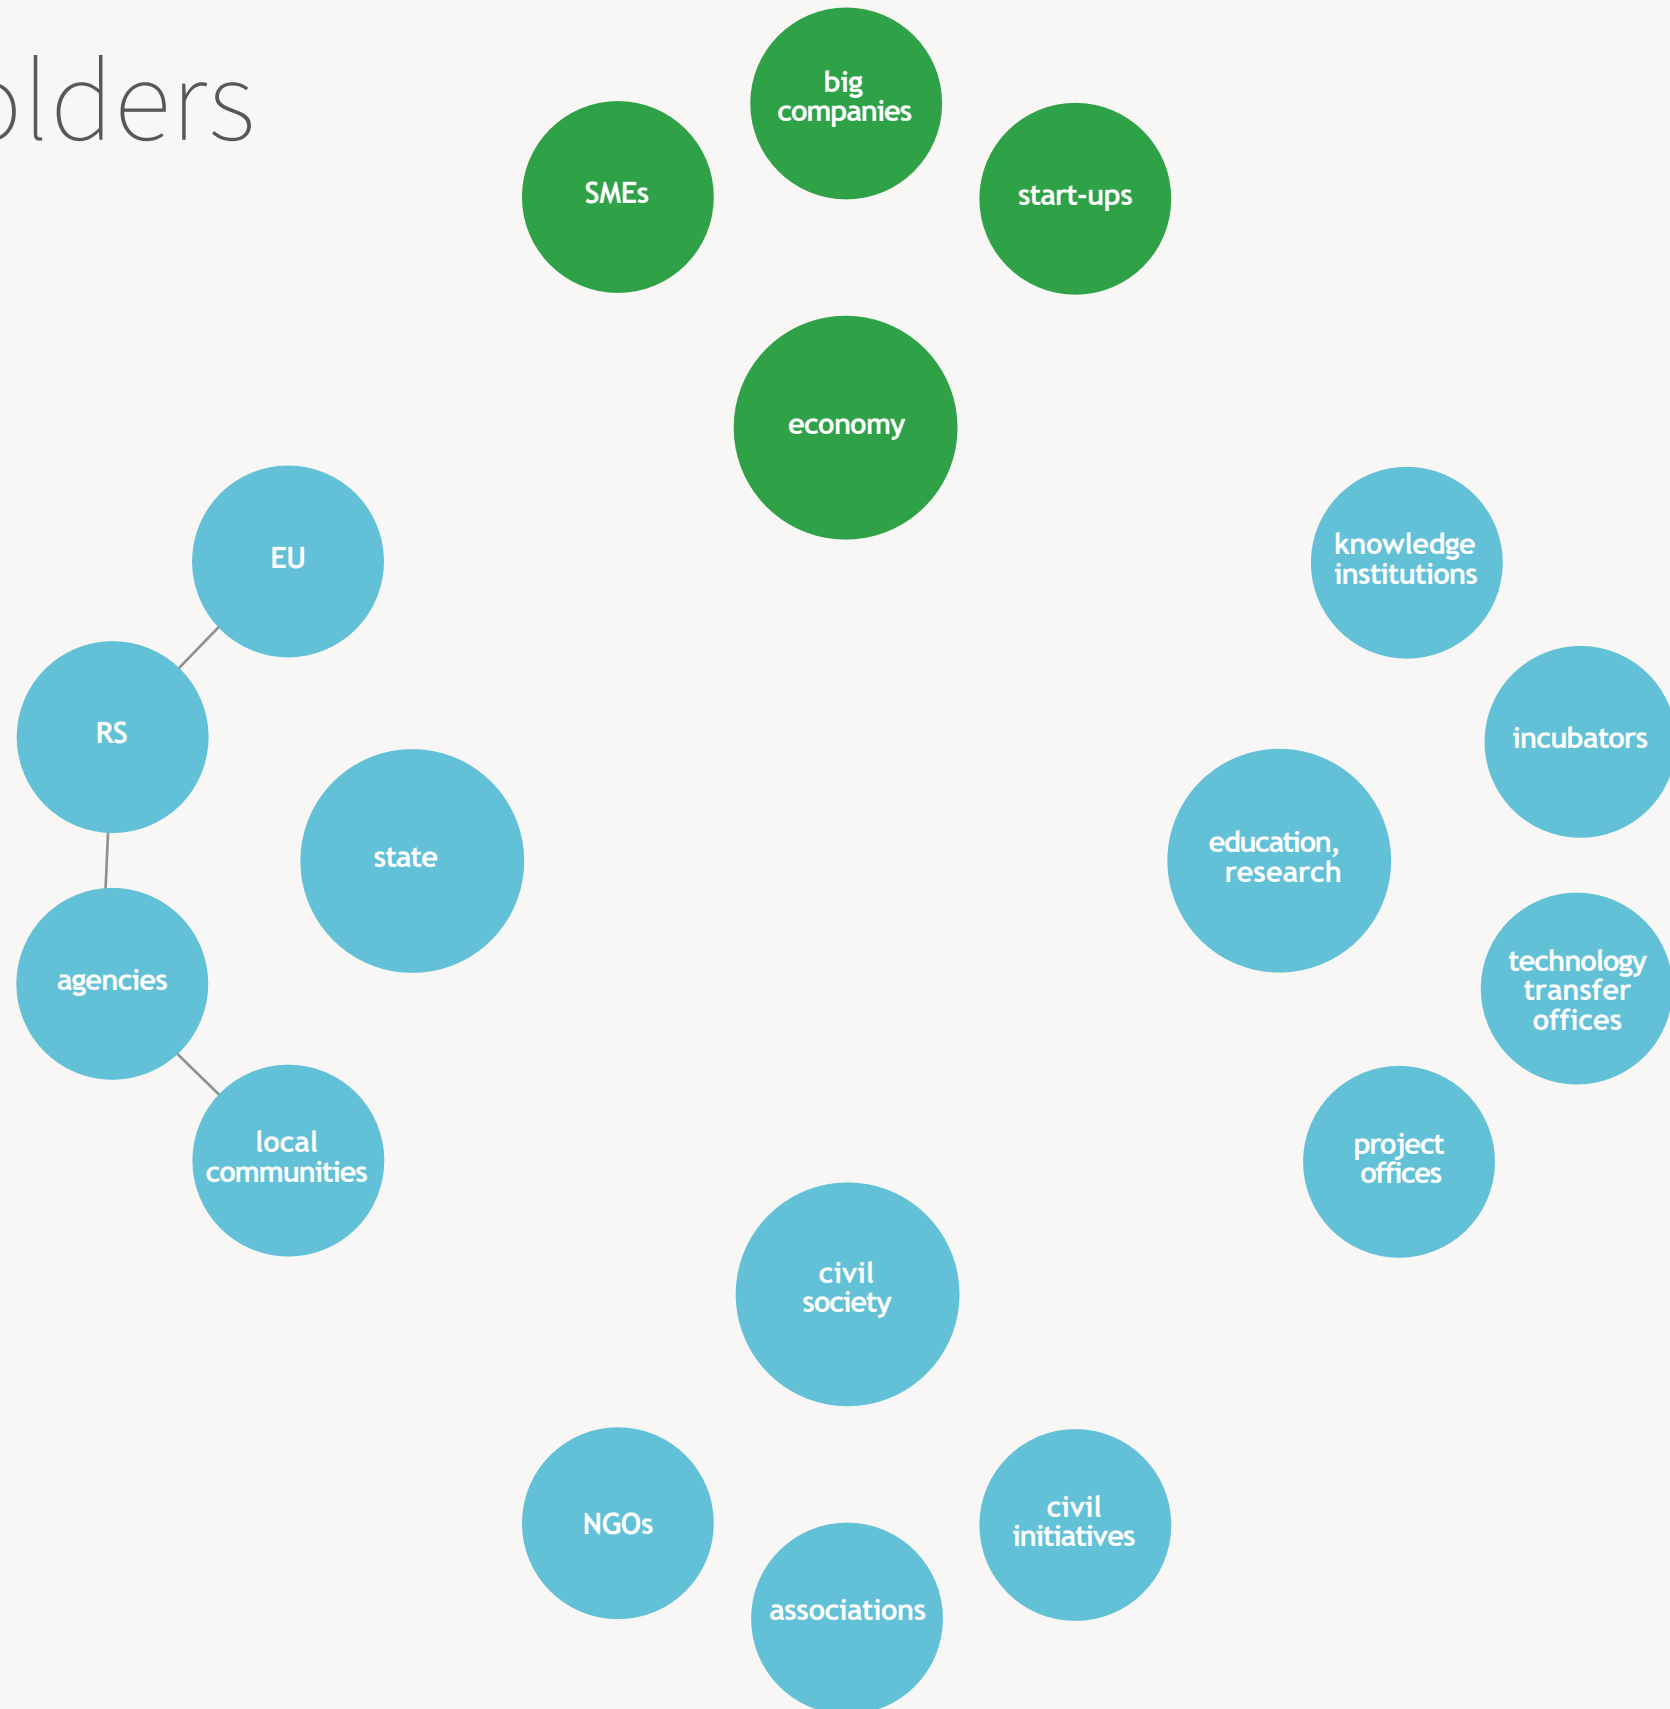 olders
big
companies
SMEs
start-ups
economy
EU
knowledge
institutions
RS
incubators
state
education,
research
agencies
technology
transfer
offices
local
communities
project
offices
civil
society
NGOs
civil
initiatives
associations